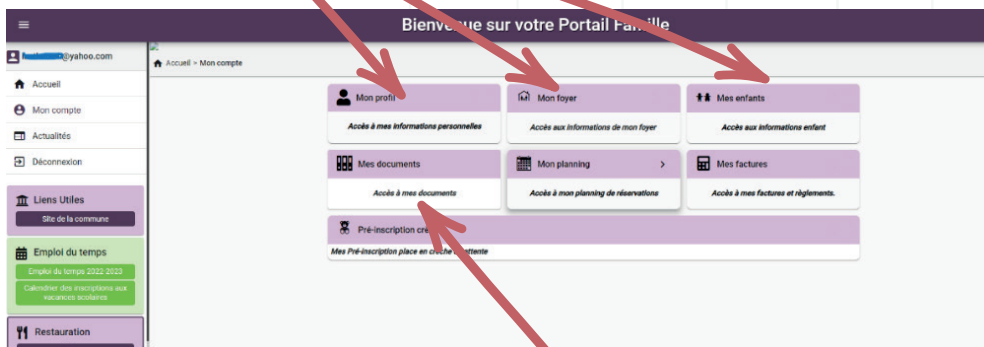 Bienvenue sur votre Portail Famille
@yahoo.com
Accueil > Mon compte
Accueil
Mon compte
Actualités
Déconnexion
Liens Utiles
Site de la commune
Emploi du temps
Emploi du temps 2022-2023
Calendrier des inscriptions aux
vacances scolaires
Restauration
Mon profil
Accès à mes informations personnelles
Mon foyer
Accès aux informations de mon foyer
Mes enfants
Accès aux informations enfant
Mes documents
Accès à mes documents
Mon planning >
Accès à mon planning de réservations
Mes factures
Accès à mes factures et règlements.
Pré-inscription
Mes Pré-inscription place en crèche attente